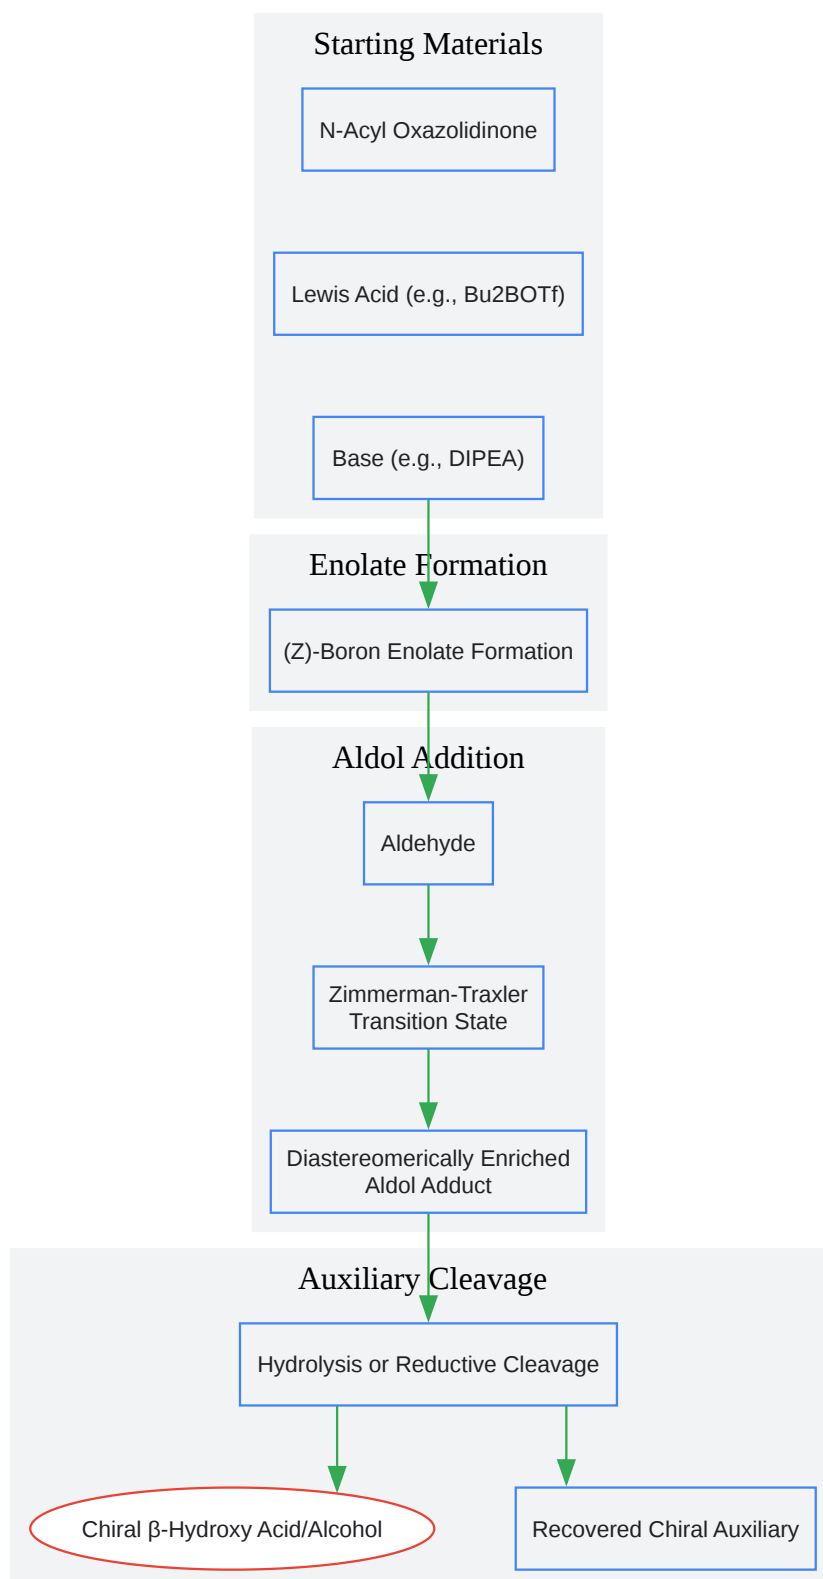 Starting Materials
N-Acyl Oxazolidinone
Lewis Acid (e.g., Bu2BOTf)
Base (e.g., DIPEA)
Enolate Formation
(Z)-Boron Enolate Formation
Aldol Addition
Aldehyde
Zimmerman-Traxler
Transition State
Diastereomerically Enriched
Aldol Adduct
Auxiliary Cleavage
Hydrolysis or Reductive Cleavage
Chiral β-Hydroxy Acid/Alcohol
Recovered Chiral Auxiliary